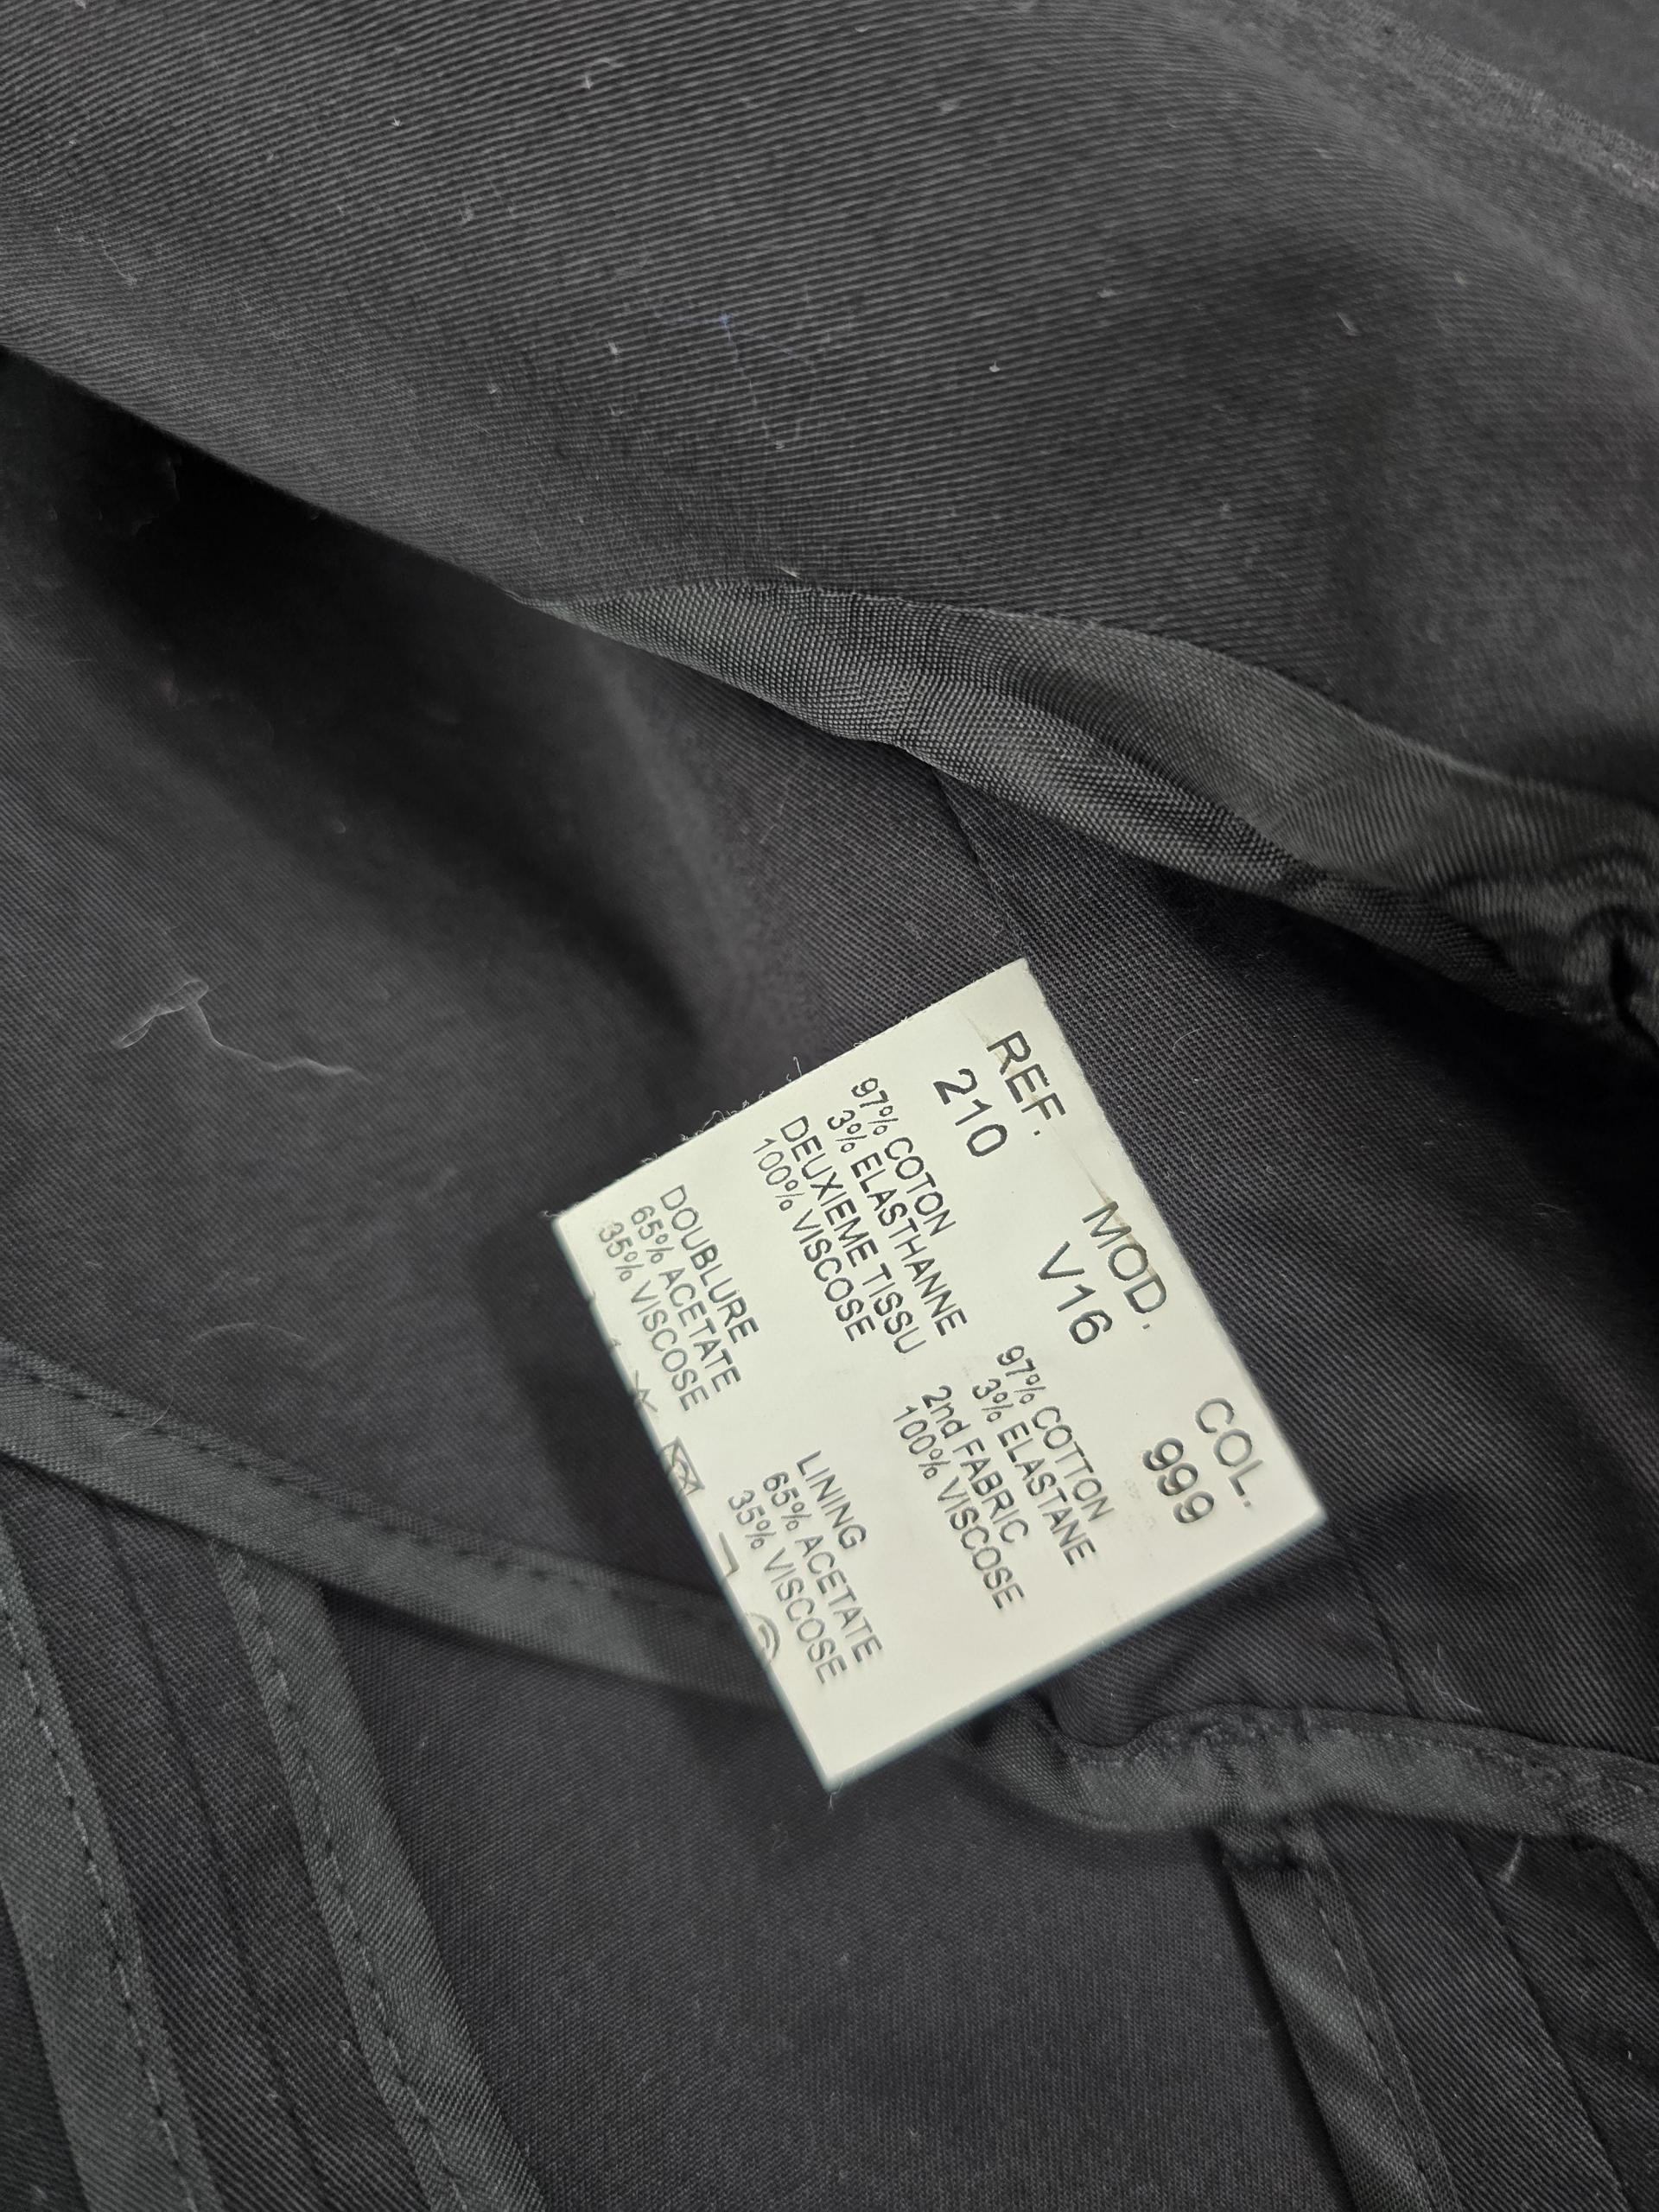 REF. MOD. COL.
210 V16 999
97% COTON 97% COTTON
3% ELASTHANNE 3% ELASTANE
DEUXIEME TISSU 2nd FABRIC
100% VISCOSE 100% VISCOSE
DOUBLURE LINING
65% ACETATE 65% ACETATE
35% VISCOSE 35% VISCOSE